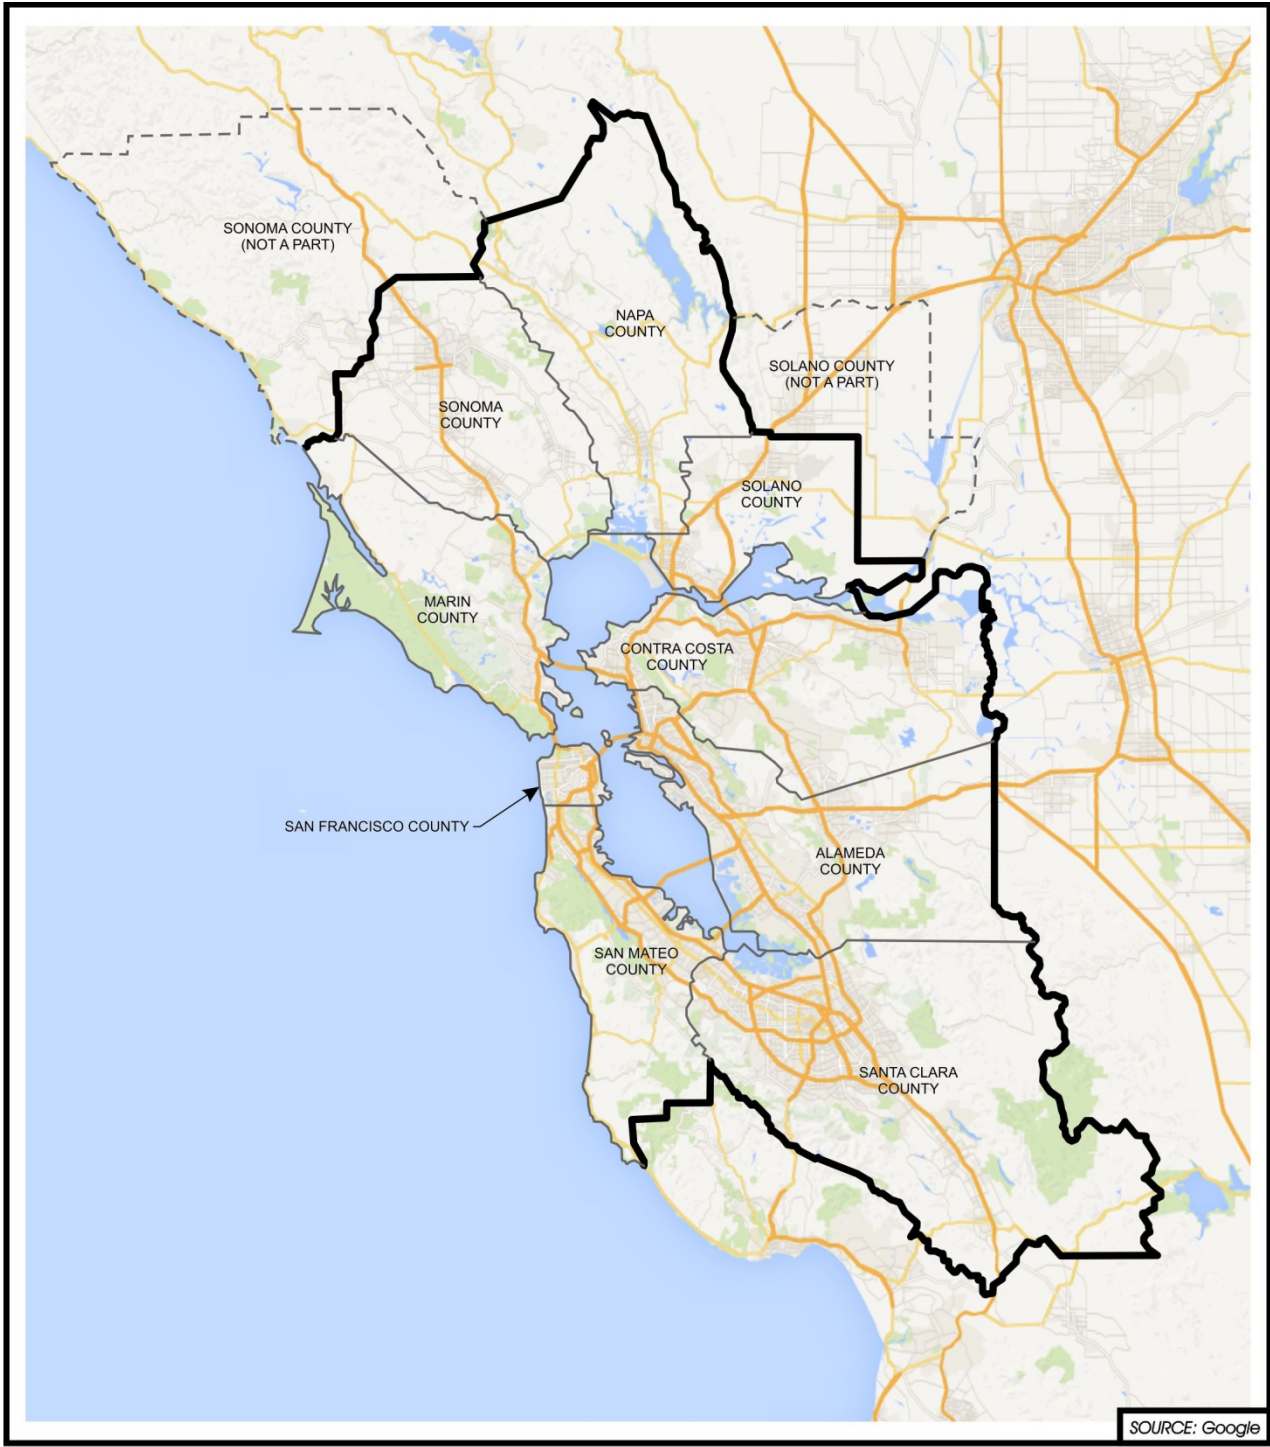 SONOMA COUNTY
(NOT A PART)
NAPA
COUNTY
SOLANO COUNTY
(NOT A PART)
SONOMA
COUNTY
SOLANO
COUNTY
MARIN
COUNTY
CONTRA COSTA
COUNTY
SAN FRANCISCO COUNTY
ALAMEDA
COUNTY
SAN MATEO
COUNTY
SANTA CLARA
COUNTY
SOURCE: Google